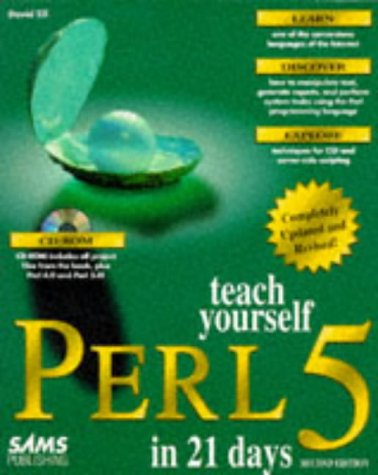 David Till
LEARN
one of the cornerstone
languages of the Internet
DISCOVER
how to manipulate text,
generate reports, and perform
system tasks using the Perl
programming language
EXPLORE
techniques for CGI and
server-side scripting
Completely
Updated and
Revised!
CD-ROM
CD-ROM includes all project
files from the book, plus
Perl 4.0 and Perl 5.0!
teach
yourself
PERL 5
SAMS
PUBLISHING
in 21 days
SECOND EDITION